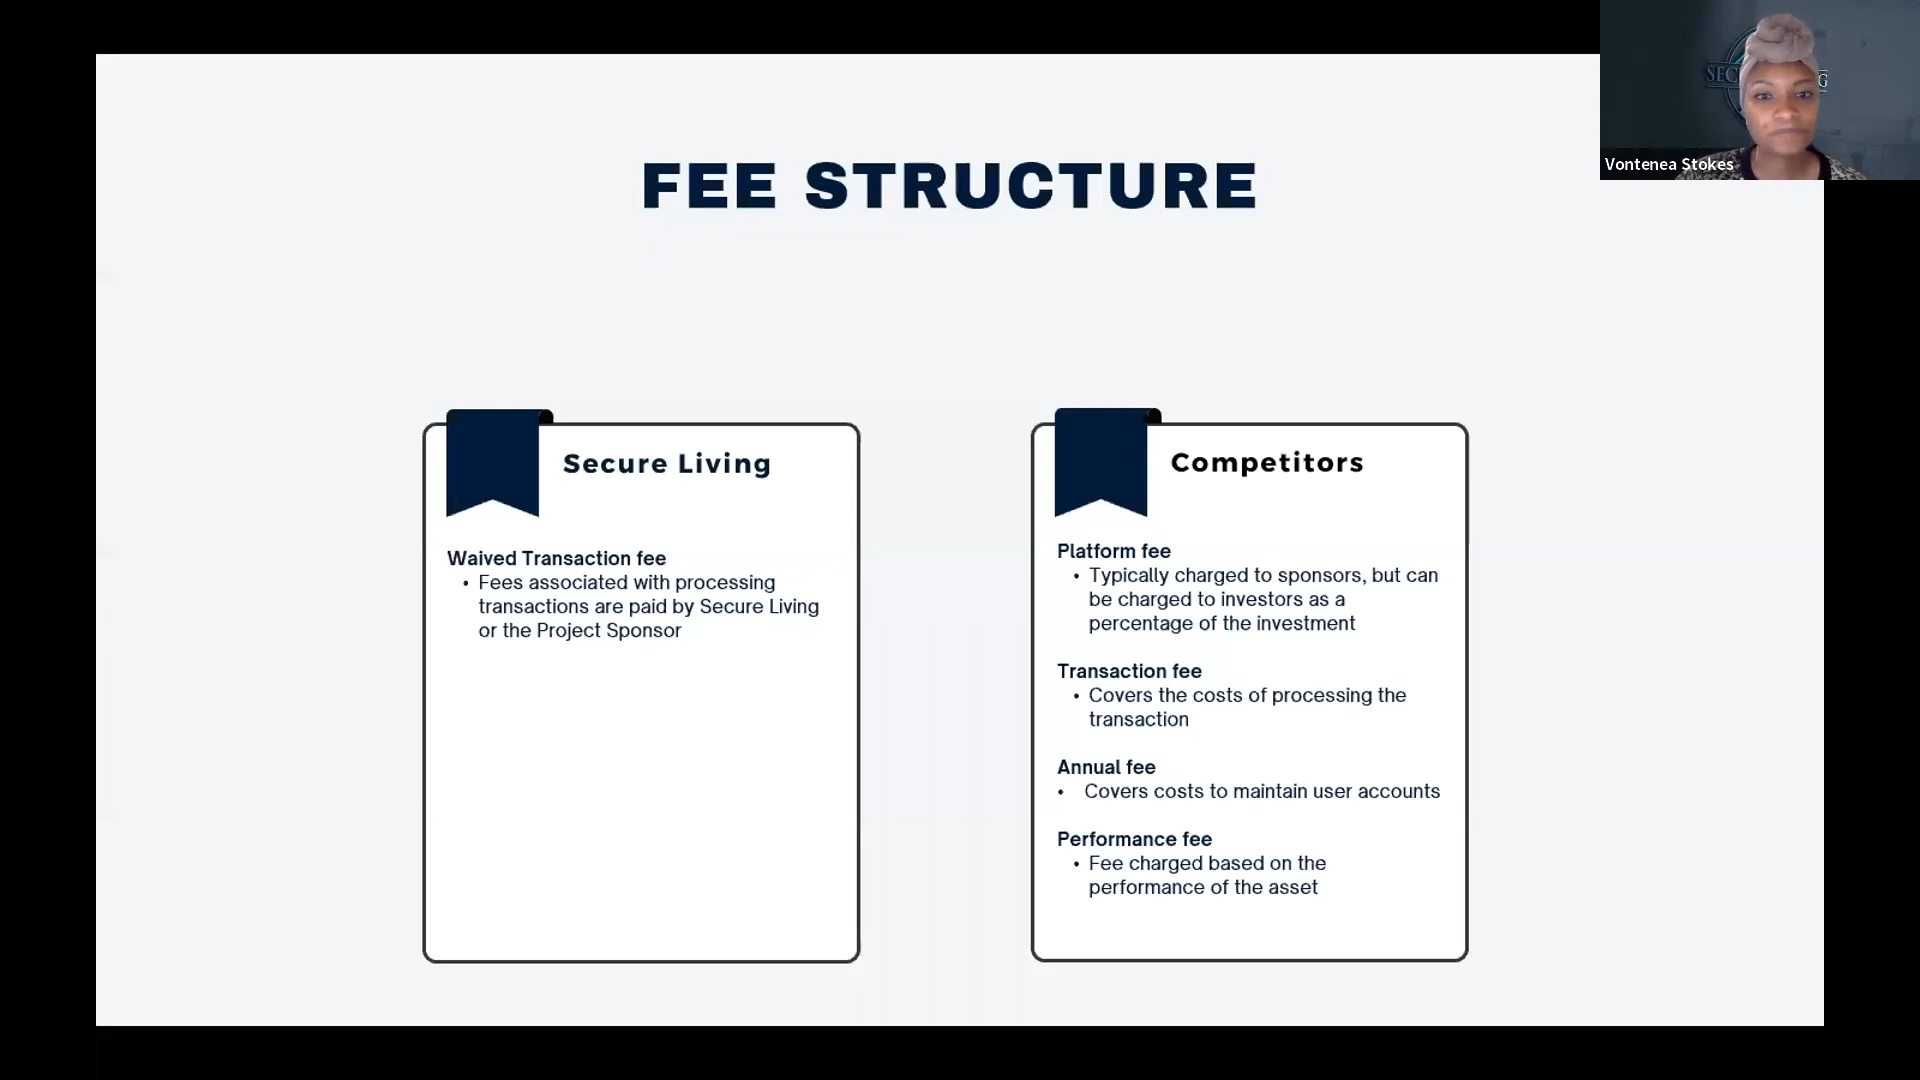 FEE STRUCTURE
Vontenea Stokes
Secure Living
Waived Transaction fee
• Fees associated with processing
transactions are paid by Secure Living
or the Project Sponsor
Competitors
Platform fee
• Typically charged to sponsors, but can
be charged to investors as a
percentage of the investment
Transaction fee
• Covers the costs of processing the
transaction
Annual fee
• Covers costs to maintain user accounts
Performance fee
• Fee charged based on the
performance of the asset